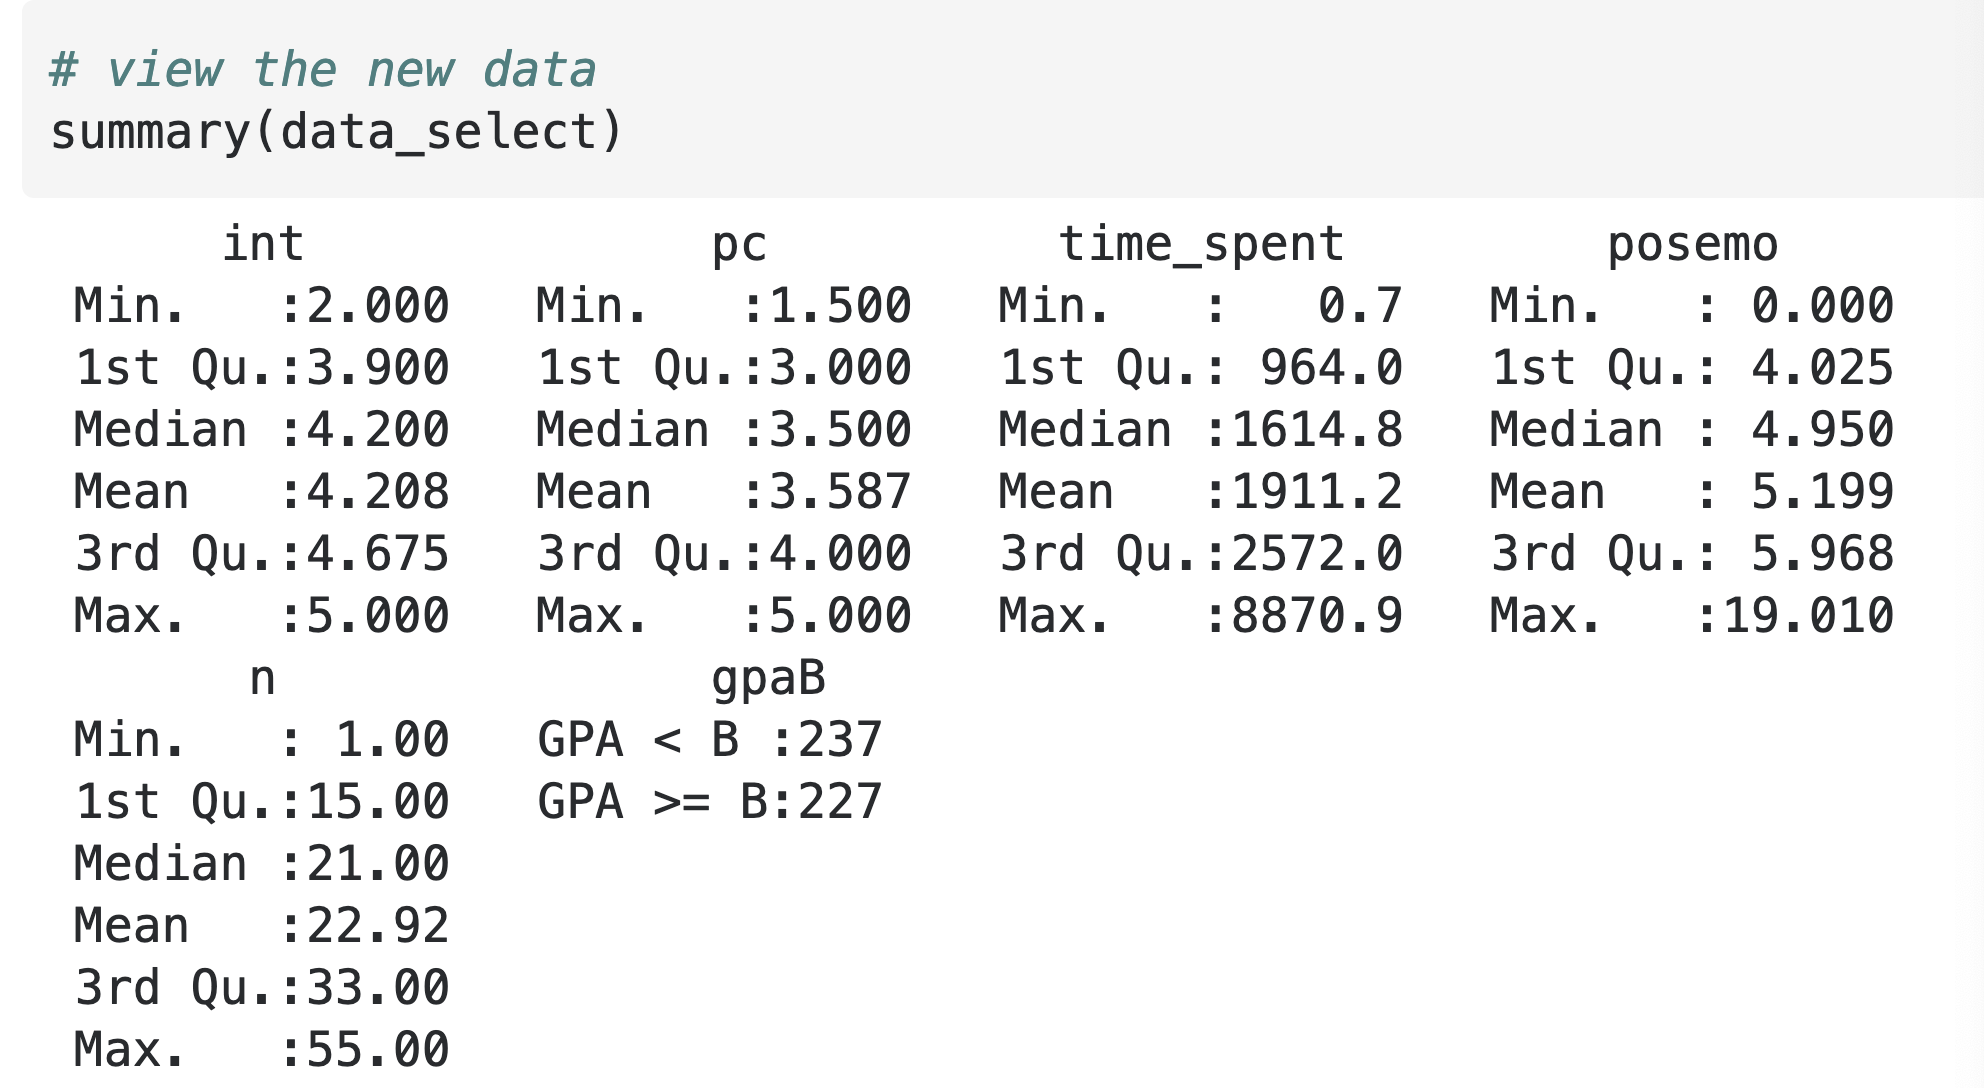 # view the new data
summary(data_select)
      int              pc         time_spent         posemo
 Min.   :2.000   Min.   :1.500   Min.   :   0.7   Min.   : 0.000
 1st Qu.:3.900   1st Qu.:3.000   1st Qu.: 964.0   1st Qu.: 4.025
 Median :4.200   Median :3.500   Median :1614.8   Median : 4.950
 Mean   :4.208   Mean   :3.587   Mean   :1911.2   Mean   : 5.199
 3rd Qu.:4.675   3rd Qu.:4.000   3rd Qu.:2572.0   3rd Qu.: 5.968
 Max.   :5.000   Max.   :5.000   Max.   :8870.9   Max.   :19.010
       n               gpaB
 Min.   : 1.00   GPA < B :237
 1st Qu.:15.00   GPA >= B:227
 Median :21.00
 Mean   :22.92
 3rd Qu.:33.00
 Max.   :55.00